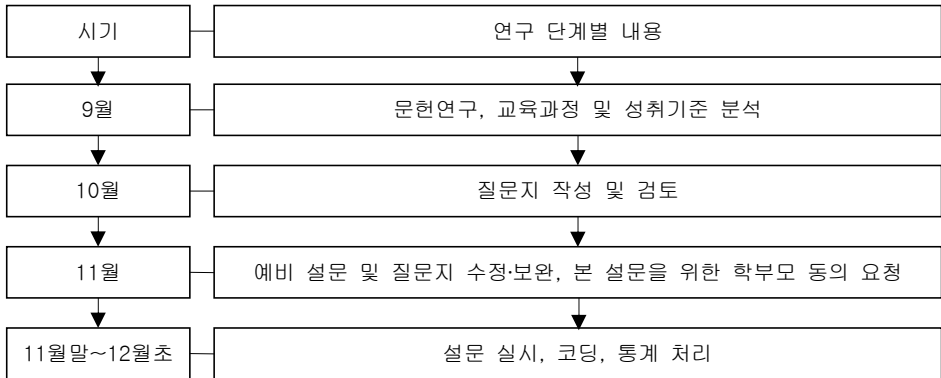 시기
연구 단계별 내용
9월
문헌연구, 교육과정 및 성취기준 분석
10월
질문지 작성 및 검토
11월
예비 설문 및 질문지 수정·보완, 본 설문을 위한 학부모 동의 요청
11월말~12월초
설문 실시, 코딩, 통계 처리